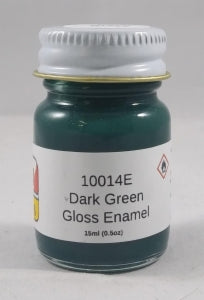 10014E
Dark Green
Gloss Enamel
15ml (0.5oz)